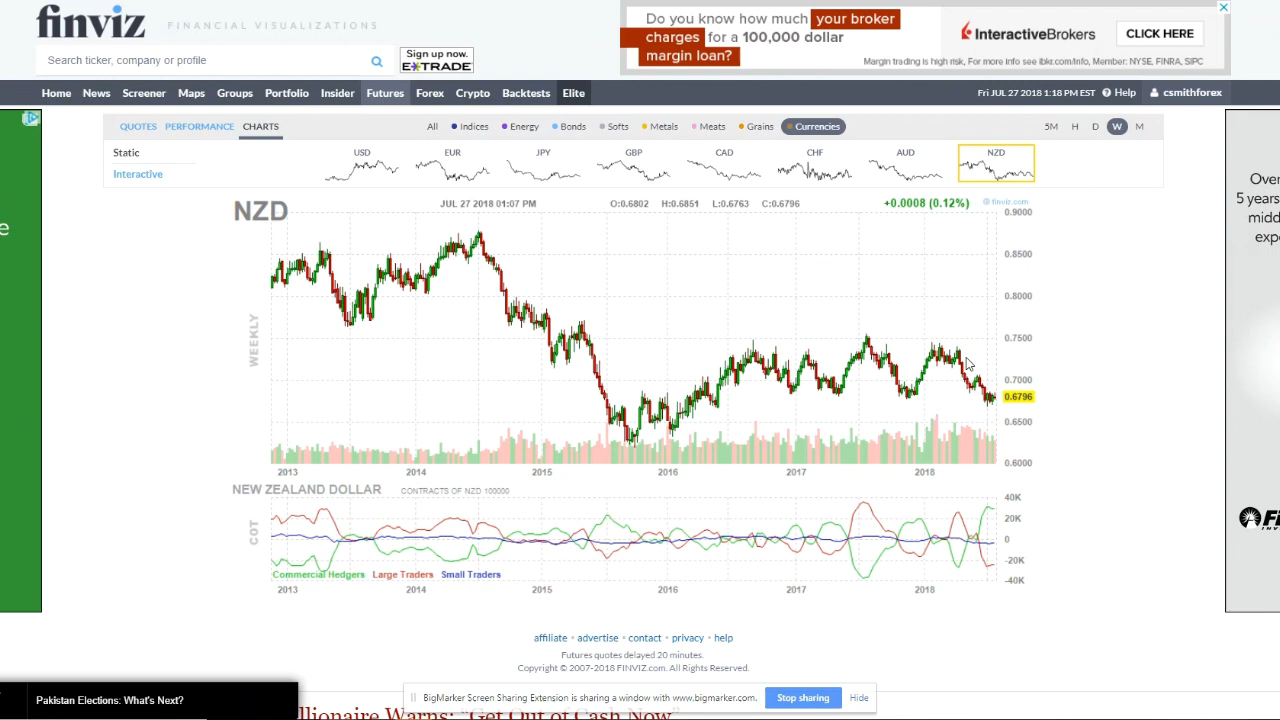 finviz FINANCIAL VISUALIZATIONS
Search ticker, company or profile
Sign up now.
E*TRADE
Do you know how much your broker
charges for a 100,000 dollar
margin loan?
InteractiveBrokers
CLICK HERE
Margin trading is high risk, For more info see ibkr.com/info, Member: NYSE, FINRA, SIPC
Home News Screener Maps Groups Portfolio Insider Futures Forex Crypto Backtests Elite
Fri JUL 27 2018 1:18 PM EST Help csmithforex
QUOTES PERFORMANCE CHARTS
All Indices Energy Bonds Softs Metals Meats Grains Currencies
5M H D W M
Static
Interactive
USD EUR JPY GBP CAD CHF AUD NZD
NZD
JUL 27 2018 01:07 PM O:0.6802 H:0.6851 L:0.6763 C:0.6796
+0.0008 (0.12%)
© finviz.com
0.9000
0.8500
0.8000
0.7500
0.7000
0.6796
0.6500
0.6000
WEEKLY
2013 2014 2015 2016 2017 2018
NEW ZEALAND DOLLAR CONTRACTS OF NZD 100000
COT
40K
20K
0
-20K
-40K
Commercial Hedgers Large Traders Small Traders
2013 2014 2015 2016 2017 2018
affiliate • advertise • contact • privacy • help
Futures quotes delayed 20 minutes.
Copyright © 2007-2018 FINVIZ.com. All Rights Reserved.
Over
5 years
Pakistan Elections: What's Next?
BigMarker Screen Sharing Extension is sharing a window with www.bigmarker.com.
Stop sharing
Hide
Warns: "Get Out of Cash Now"